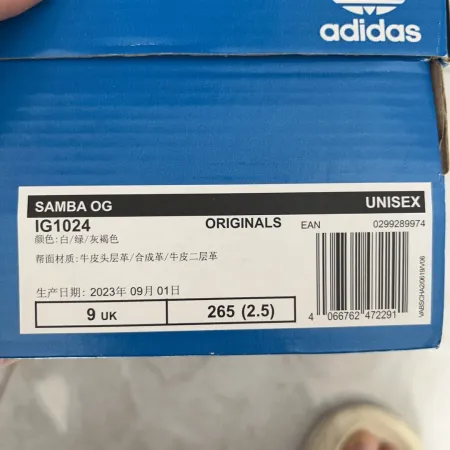 adidas
SAMBA OG UNISEX
IG1024 ORIGINALS EAN 0299289974
颜色:白/绿/灰褐色
帮面材质:牛皮头层革/合成革/牛皮二层革
生产日期: 2023年 09月 01日
9 UK 265 (2.5)
4 066762 472291